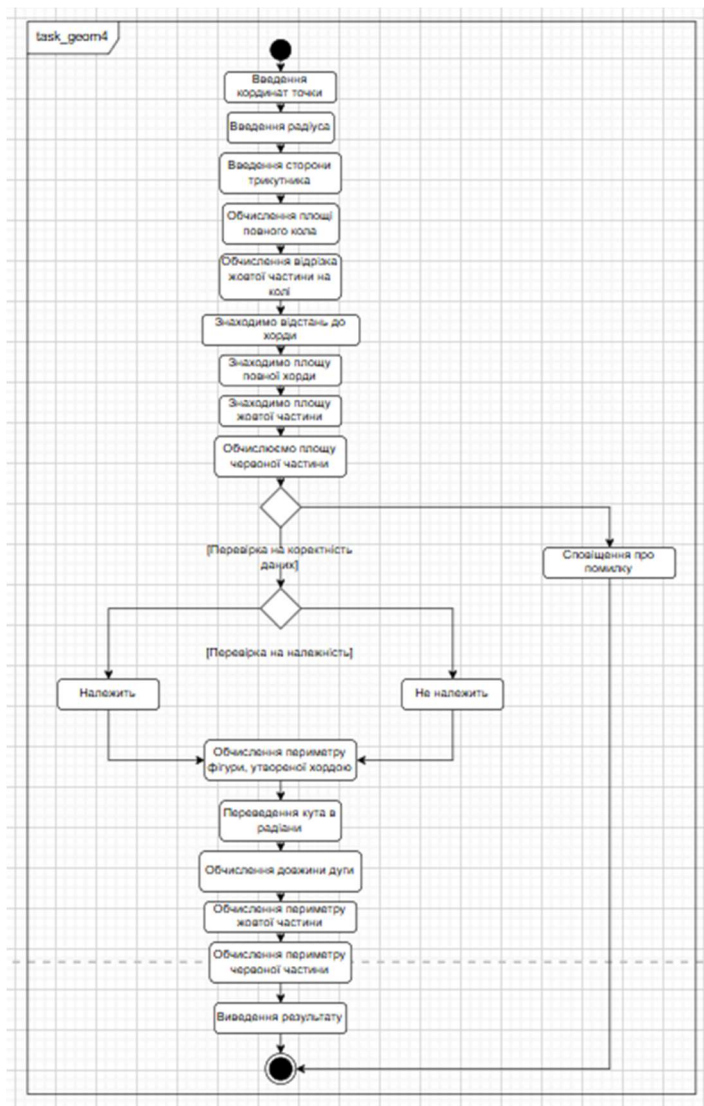 task_geom4
Введення
кординат точки
Введення радіуса
Введення сторони
трикутника
Обчислення площі
повного кола
Обчислення відрізка
жовтої частини на
колі
Знаходимо відстань до
хорди
Знаходимо площу
повної хорди
Знаходимо площу
жовтої частини
Обчислюємо площу
червоної частини
[Перевірка на коректність
даних]
Сповіщення про
помилку
[Перевірка на належність]
Належить
Не належить
Обчислення периметру
фігури, утвореної хордою
Переведення кута в
радіани
Обчислення довжини дуги
Обчислення периметру
жовтої частини
Обчислення периметру
червоної частини
Виведення результату